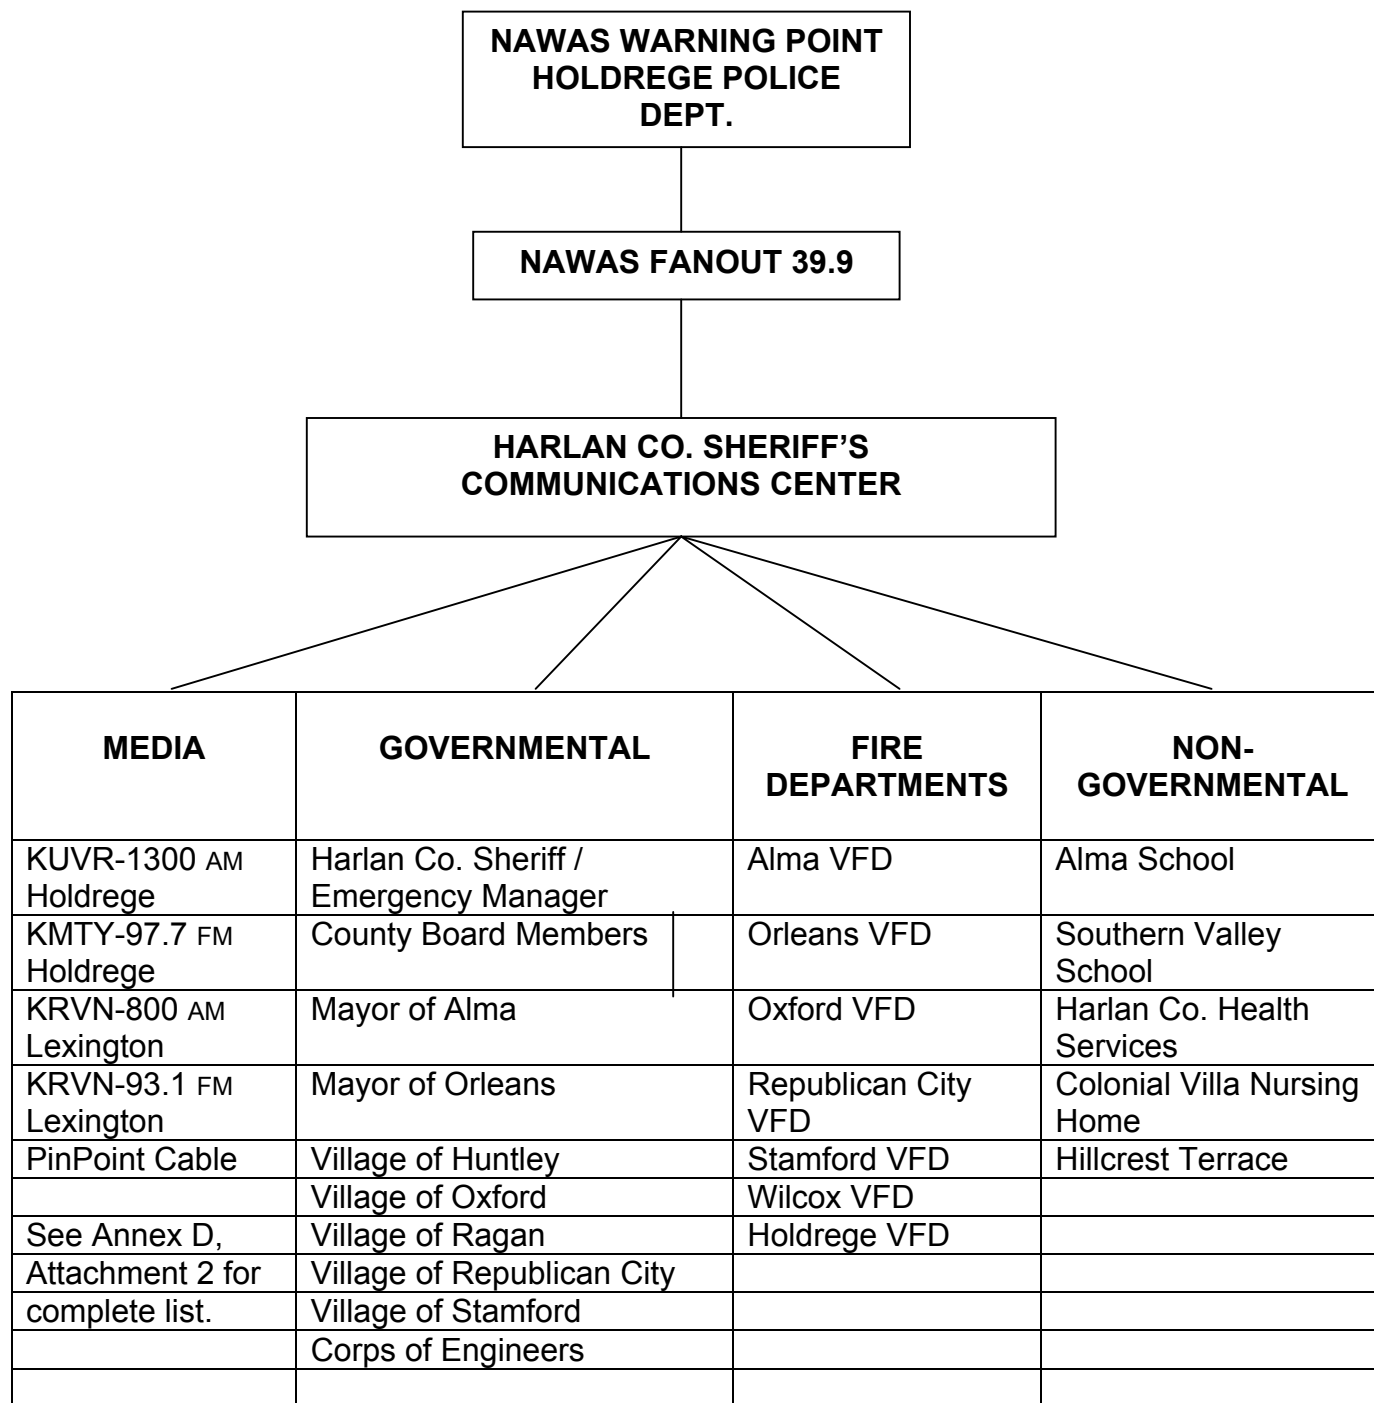 NAWAS WARNING POINT
HOLDREGE POLICE
DEPT.
NAWAS FANOUT 39.9
HARLAN CO. SHERIFF’S
COMMUNICATIONS CENTER
MEDIA
GOVERNMENTAL
FIRE
DEPARTMENTS
NON-
GOVERNMENTAL
KUVR-1300 AM
Holdrege
Harlan Co. Sheriff /
Emergency Manager
Alma VFD
Alma School
KMTY-97.7 FM
Holdrege
County Board Members
Orleans VFD
Southern Valley
School
KRVN-800 AM
Lexington
Mayor of Alma
Oxford VFD
Harlan Co. Health
Services
KRVN-93.1 FM
Lexington
Mayor of Orleans
Republican City
VFD
Colonial Villa Nursing
Home
PinPoint Cable
Village of Huntley
Stamford VFD
Hillcrest Terrace
Village of Oxford
Wilcox VFD
See Annex D,
Village of Ragan
Holdrege VFD
Attachment 2 for
Village of Republican City
complete list.
Village of Stamford
Corps of Engineers